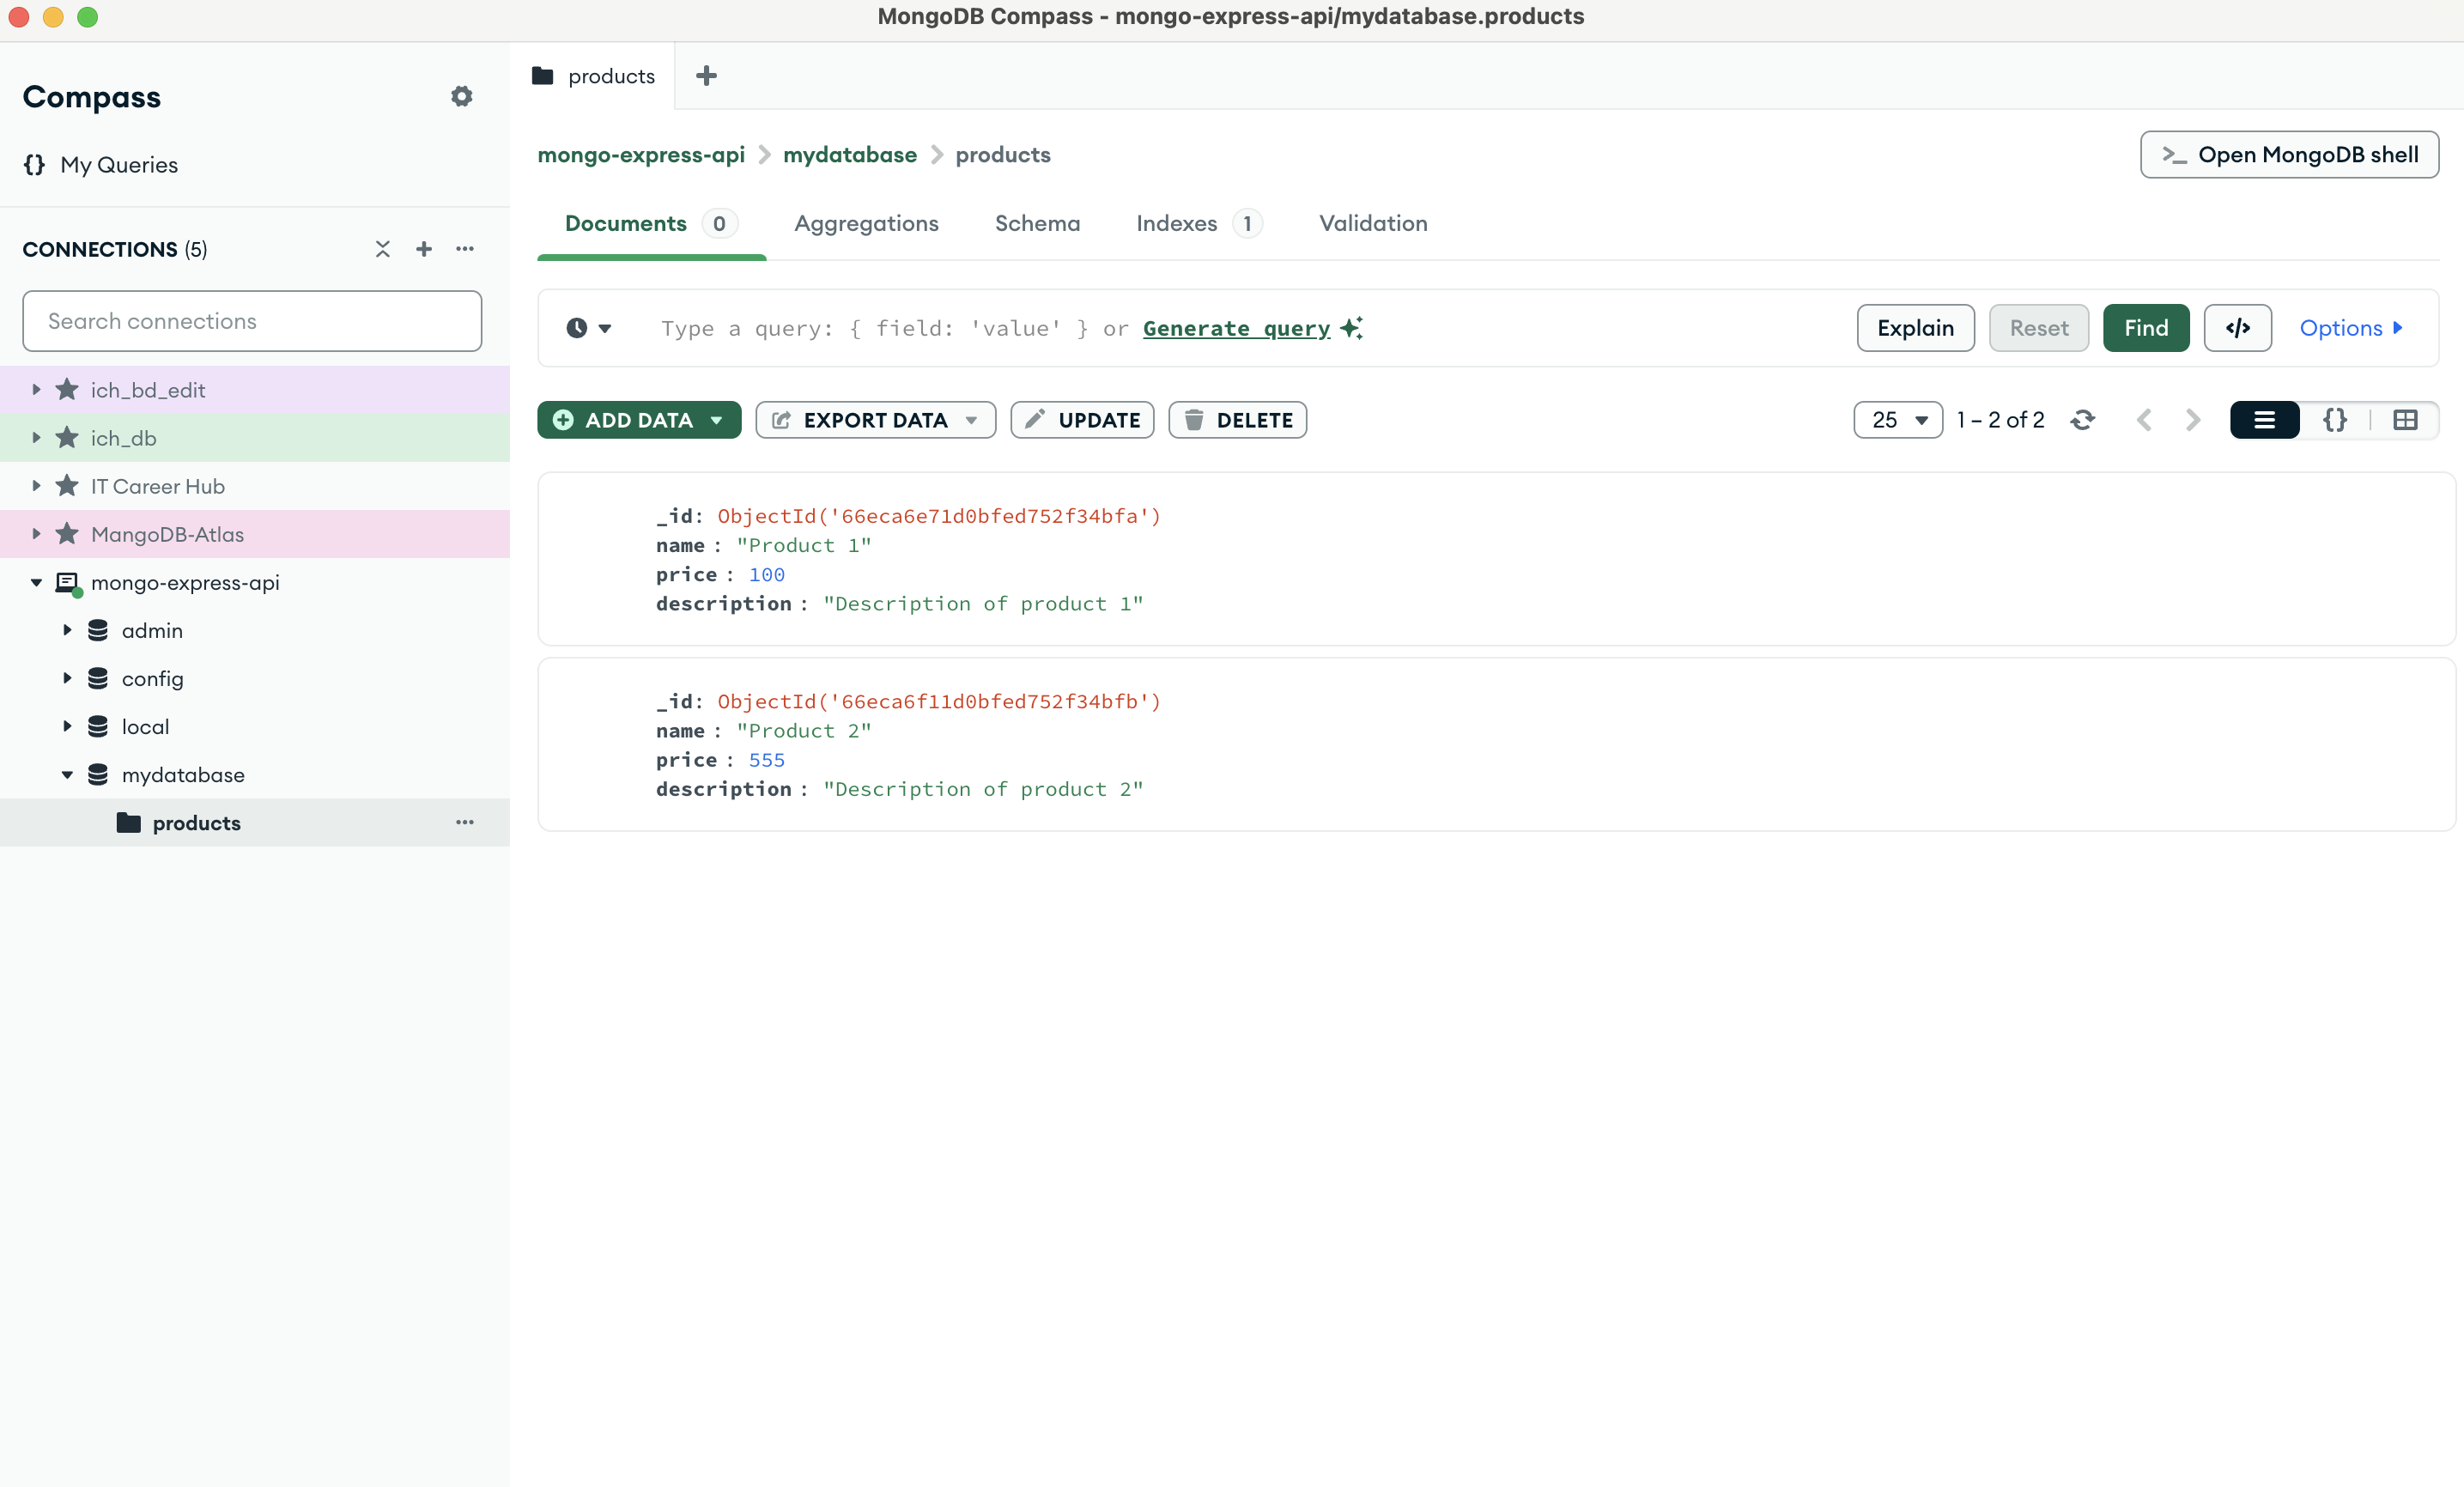 MongoDB Compass - mongo-express-api/mydatabase.products
Compass
{} My Queries
CONNECTIONS (5)
Search connections
ich_bd_edit
ich_db
IT Career Hub
MangoDB-Atlas
mongo-express-api
admin
config
local
mydatabase
products
products
mongo-express-api > mydatabase > products
>_ Open MongoDB shell
Documents 0 Aggregations Schema Indexes 1 Validation
Type a query: { field: 'value' } or Generate query
Explain Reset Find </> Options
ADD DATA EXPORT DATA UPDATE DELETE
25 1 – 2 of 2 {}
_id: ObjectId('66eca6e71d0bfed752f34bfa')
name : "Product 1"
price : 100
description : "Description of product 1"
_id: ObjectId('66eca6f11d0bfed752f34bfb')
name : "Product 2"
price : 555
description : "Description of product 2"